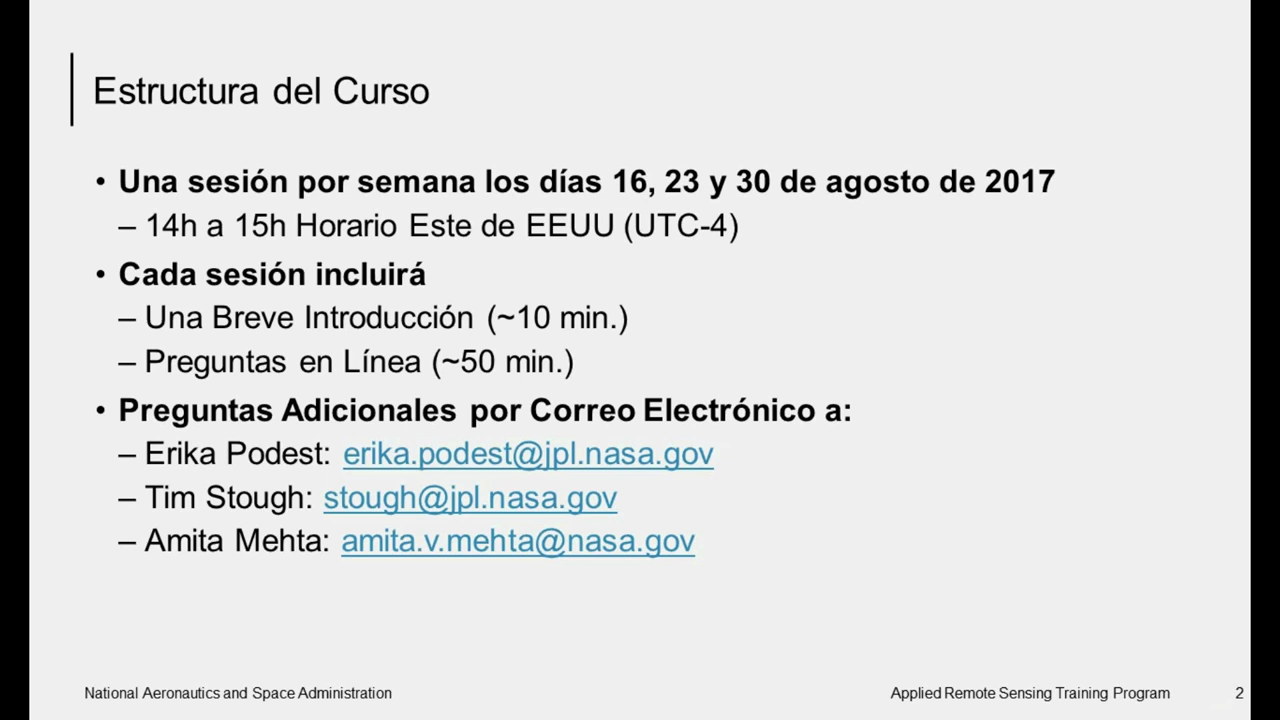 Estructura del Curso
• Una sesión por semana los días 16, 23 y 30 de agosto de 2017
– 14h a 15h Horario Este de EEUU (UTC-4)
• Cada sesión incluirá
– Una Breve Introducción (~10 min.)
– Preguntas en Línea (~50 min.)
• Preguntas Adicionales por Correo Electrónico a:
– Erika Podest: erika.podest@jpl.nasa.gov
– Tim Stough: stough@jpl.nasa.gov
– Amita Mehta: amita.v.mehta@nasa.gov
National Aeronautics and Space Administration
Applied Remote Sensing Training Program
2